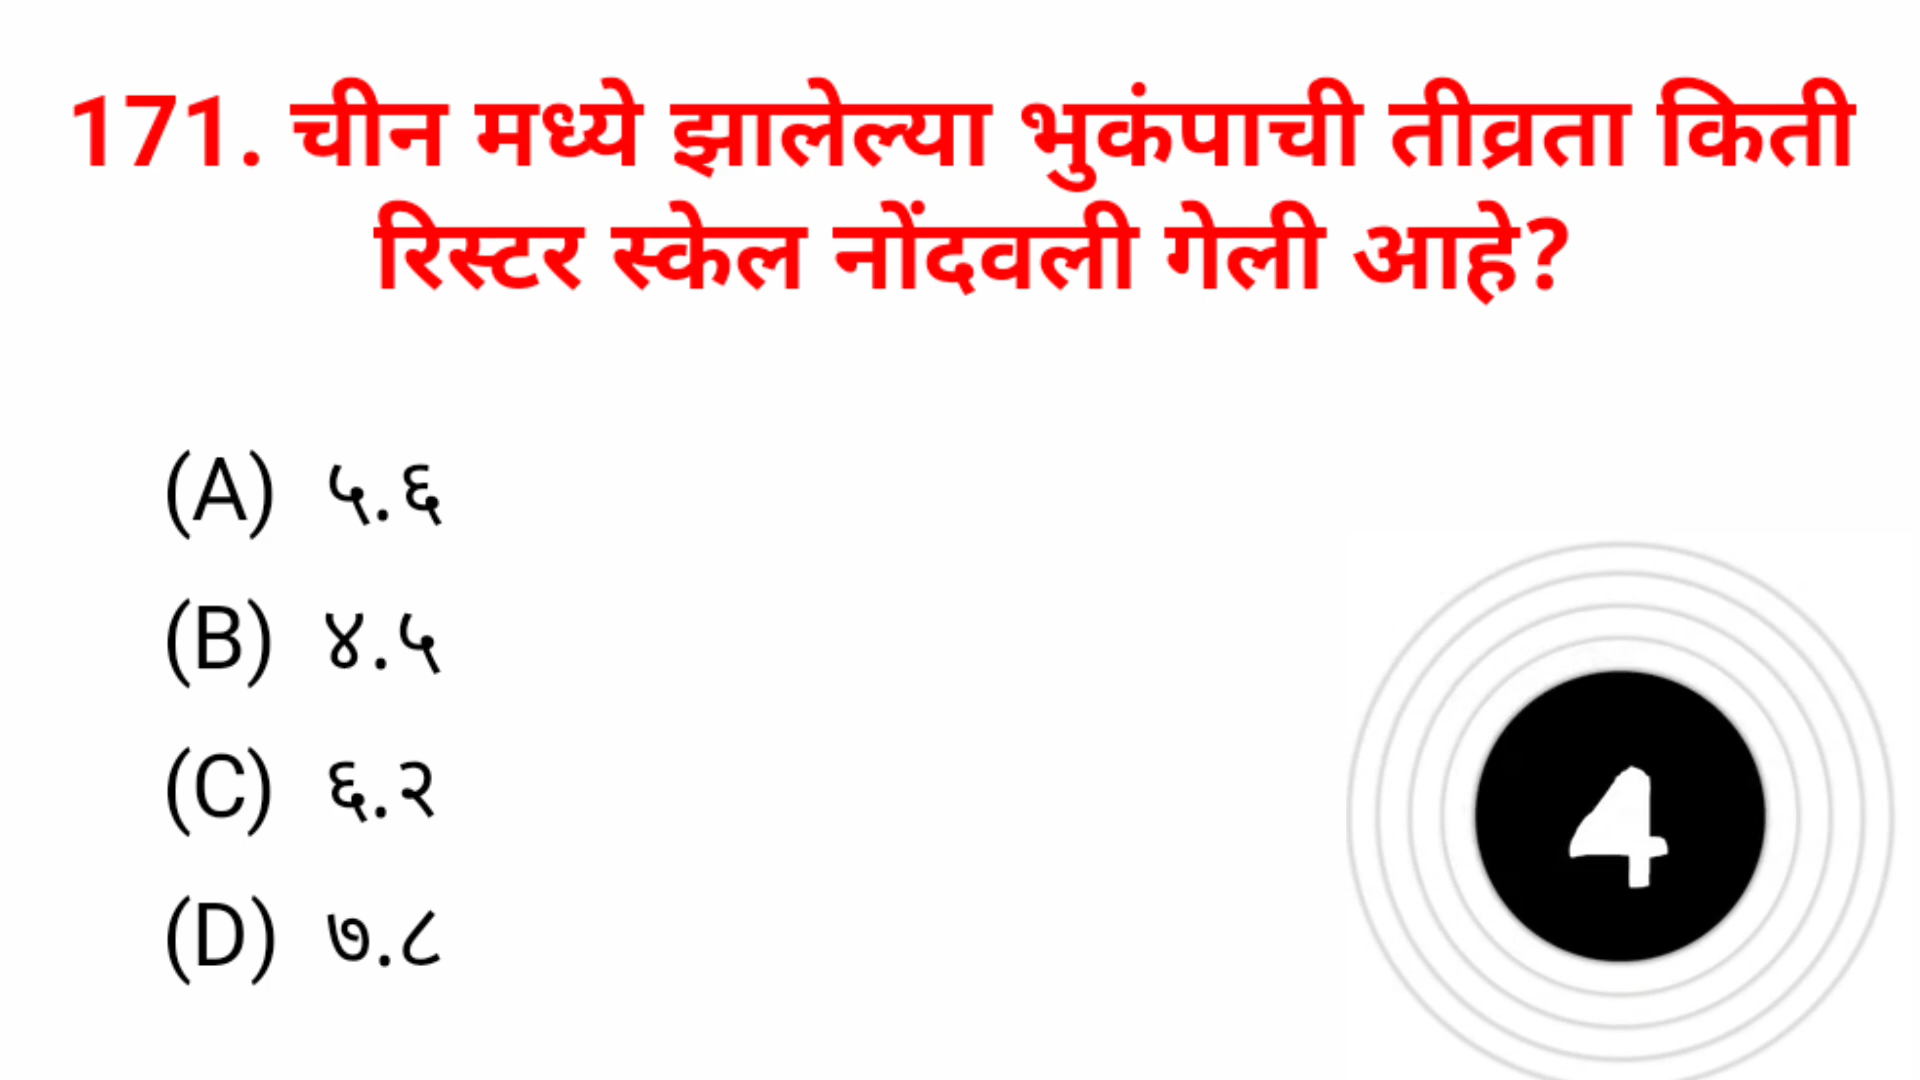 171. चीन मध्ये झालेल्या भुकंपाची तीव्रता किती
रिस्टर स्केल नोंदवली गेली आहे?
(A) ५.६
(B) ४.५
(C) ६.२
(D) ७.८
4